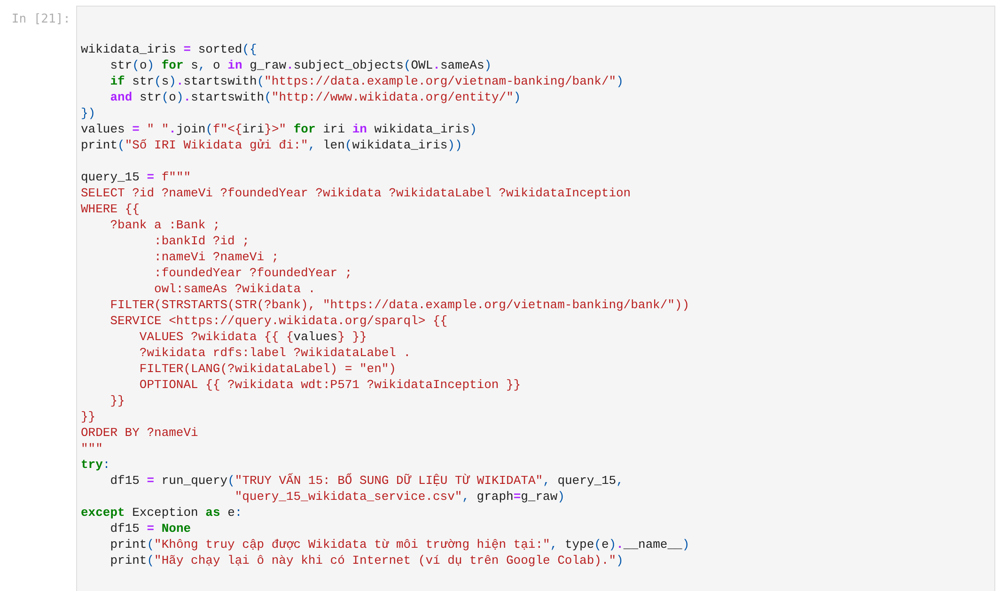 In [21]:
wikidata_iris = sorted({
    str(o) for s, o in g_raw.subject_objects(OWL.sameAs)
    if str(s).startswith("https://data.example.org/vietnam-banking/bank/")
    and str(o).startswith("http://www.wikidata.org/entity/")
})
values = " ".join(f"<{iri}>" for iri in wikidata_iris)
print("Số IRI Wikidata gửi đi:", len(wikidata_iris))

query_15 = f"""
SELECT ?id ?nameVi ?foundedYear ?wikidata ?wikidataLabel ?wikidataInception
WHERE {{
    ?bank a :Bank ;
          :bankId ?id ;
          :nameVi ?nameVi ;
          :foundedYear ?foundedYear ;
          owl:sameAs ?wikidata .
    FILTER(STRSTARTS(STR(?bank), "https://data.example.org/vietnam-banking/bank/"))
    SERVICE <https://query.wikidata.org/sparql> {{
        VALUES ?wikidata {{ {values} }}
        ?wikidata rdfs:label ?wikidataLabel .
        FILTER(LANG(?wikidataLabel) = "en")
        OPTIONAL {{ ?wikidata wdt:P571 ?wikidataInception }}
    }}
}}
ORDER BY ?nameVi
"""
try:
    df15 = run_query("TRUY VẤN 15: BỔ SUNG DỮ LIỆU TỪ WIKIDATA", query_15,
                     "query_15_wikidata_service.csv", graph=g_raw)
except Exception as e:
    df15 = None
    print("Không truy cập được Wikidata từ môi trường hiện tại:", type(e).__name__)
    print("Hãy chạy lại ô này khi có Internet (ví dụ trên Google Colab).")